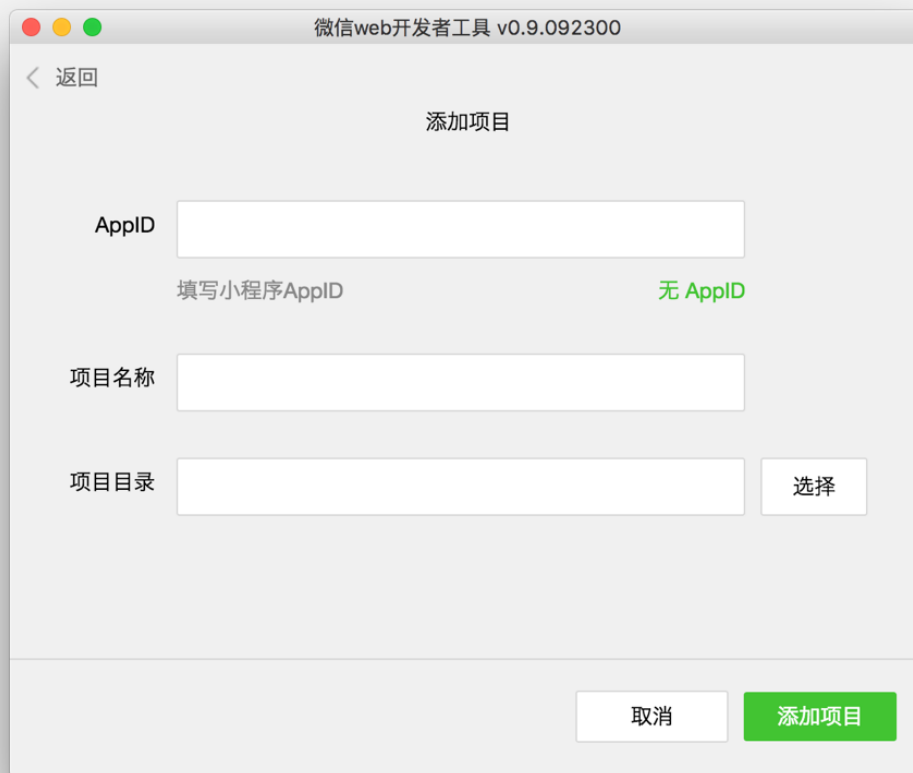 微信web开发者工具 v0.9.092300
返回
添加项目
AppID
填写小程序AppID
无 AppID
项目名称
项目目录
选择
取消
添加项目